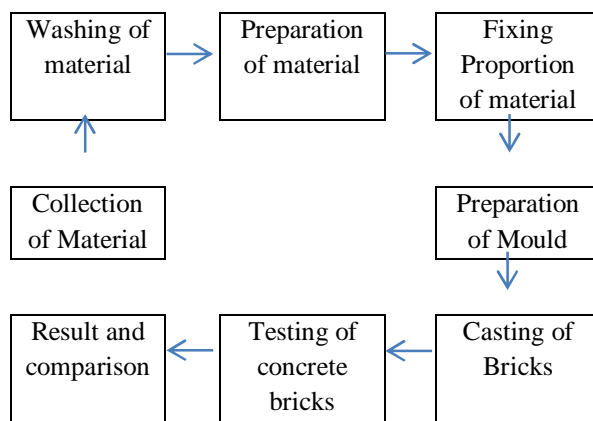 Washing of
material
Preparation
of material
Fixing
Proportion
of material
Collection
of Material
Preparation
of Mould
Result and
comparison
Testing of
concrete
bricks
Casting of
Bricks